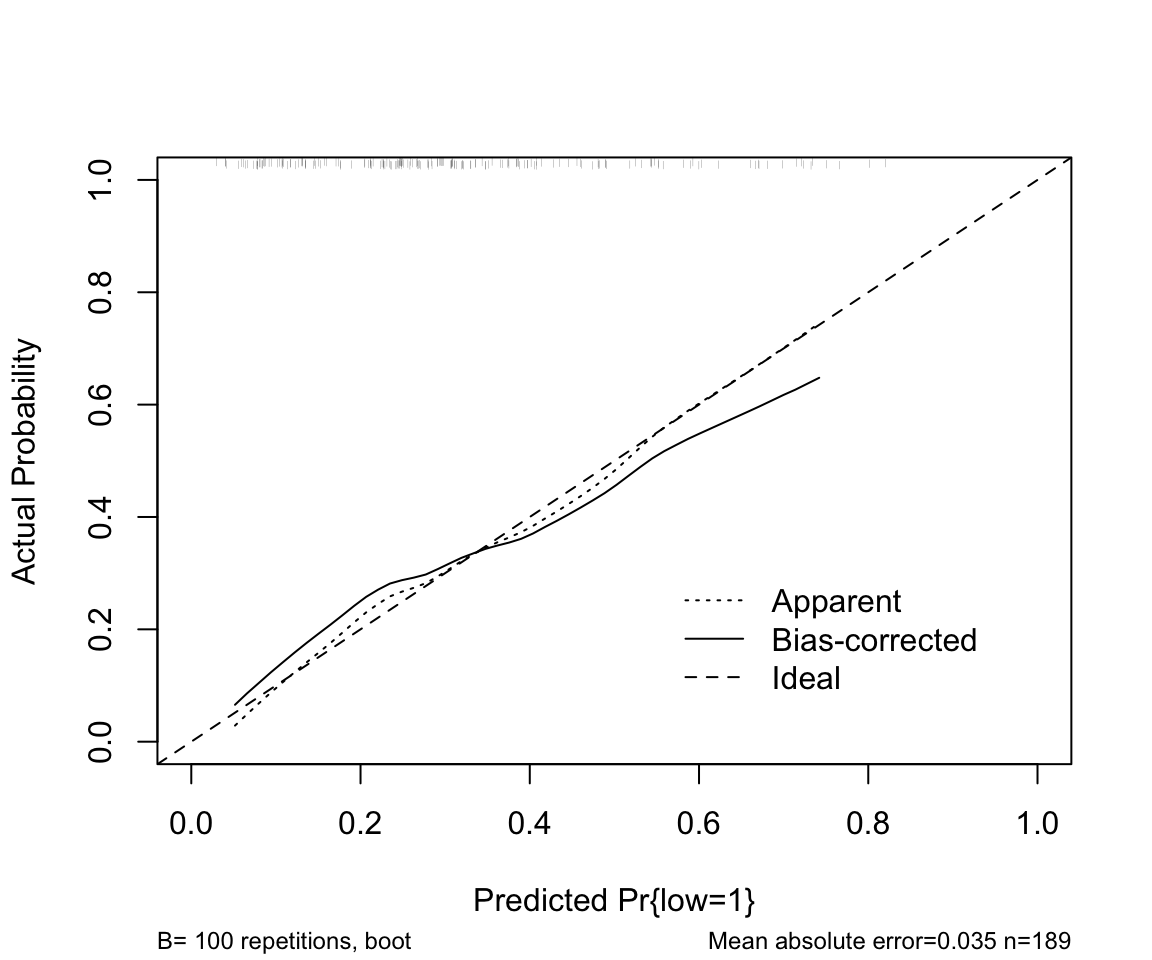 Actual Probability
1.0
0.8
0.6
0.4
0.2
0.0
Apparent
Bias-corrected
Ideal
0.0 0.2 0.4 0.6 0.8 1.0
Predicted Pr{low=1}
B= 100 repetitions, boot Mean absolute error=0.035 n=189